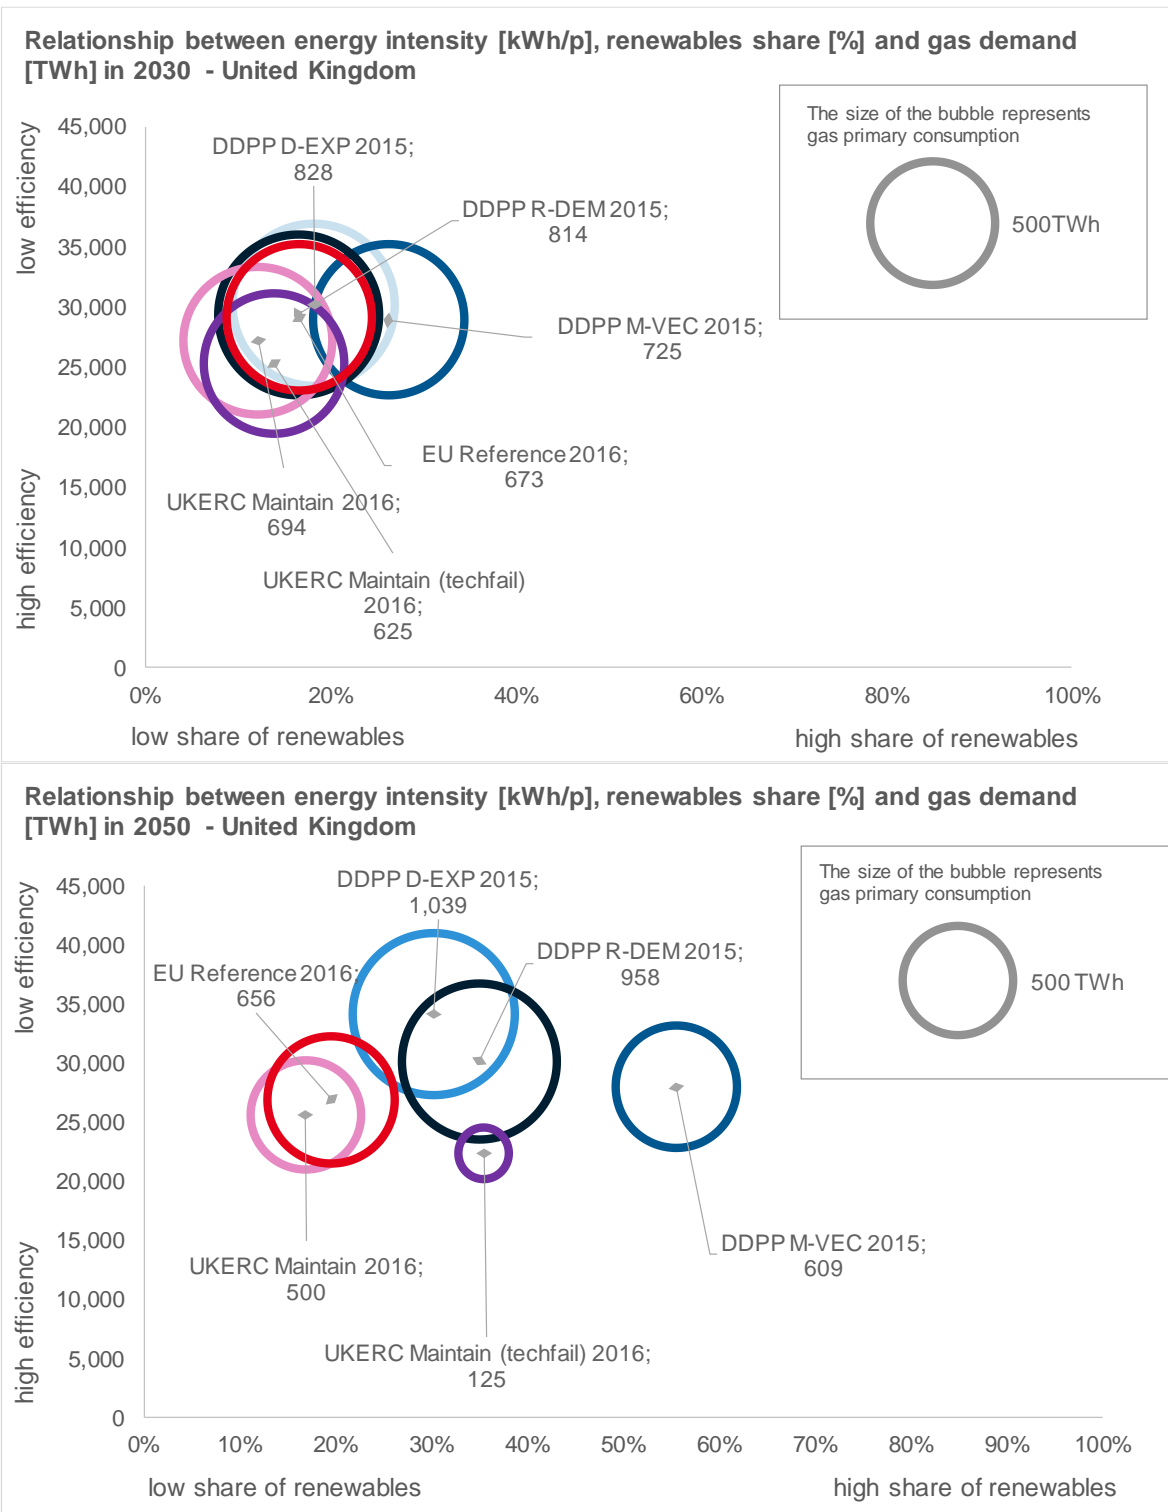 Relationship between energy intensity [kWh/p], renewables share [%] and gas demand
[TWh] in 2030 - United Kingdom
The size of the bubble represents
gas primary consumption
500TWh
low efficiency
high efficiency
45,000
40,000
35,000
30,000
25,000
20,000
15,000
10,000
5,000
0
DDPP D-EXP 2015;
828
DDPP R-DEM 2015;
814
DDPP M-VEC 2015;
725
EU Reference 2016;
673
UKERC Maintain 2016;
694
UKERC Maintain (techfail)
2016;
625
0% 20% 40% 60% 80% 100%
low share of renewables high share of renewables
Relationship between energy intensity [kWh/p], renewables share [%] and gas demand
[TWh] in 2050 - United Kingdom
The size of the bubble represents
gas primary consumption
500 TWh
low efficiency
high efficiency
45,000
40,000
35,000
30,000
25,000
20,000
15,000
10,000
5,000
0
DDPP D-EXP 2015;
1,039
DDPP R-DEM 2015;
958
EU Reference 2016;
656
DDPP M-VEC 2015;
609
UKERC Maintain 2016;
500
UKERC Maintain (techfail) 2016;
125
0% 10% 20% 30% 40% 50% 60% 70% 80% 90% 100%
low share of renewables high share of renewables